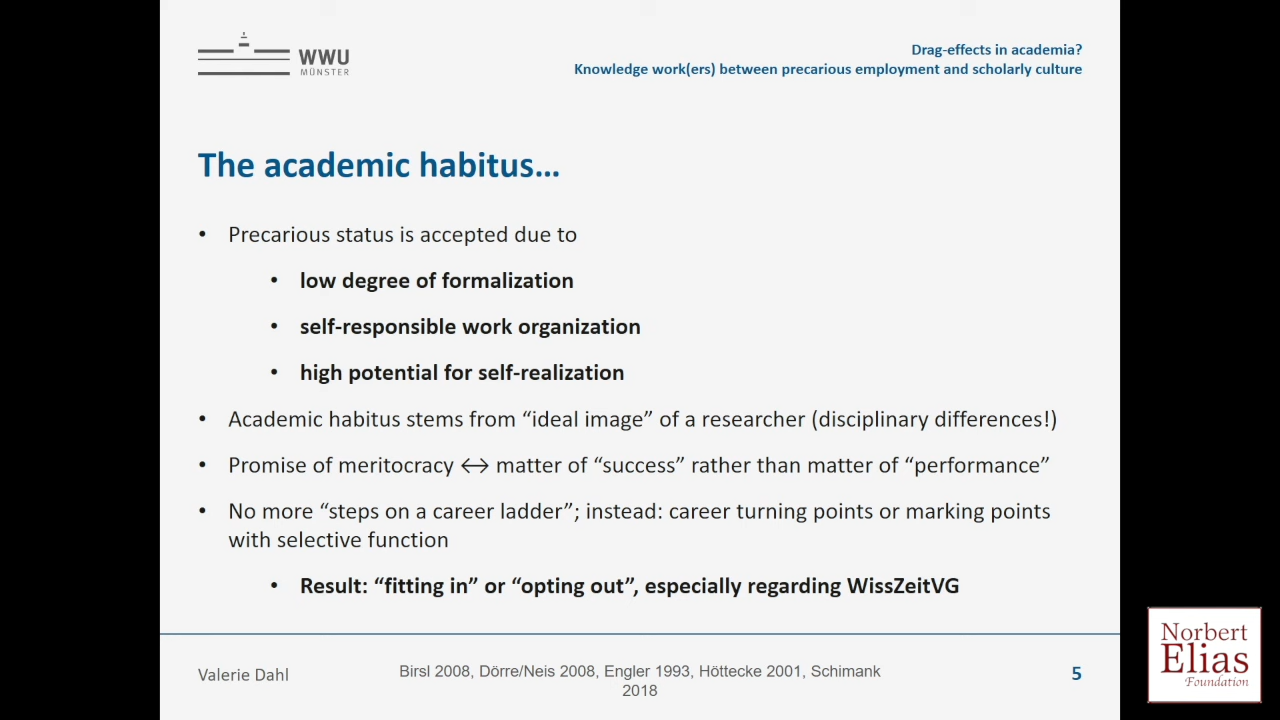 WWU
MÜNSTER
Drag-effects in academia?
Knowledge work(ers) between precarious employment and scholarly culture
The academic habitus...
• Precarious status is accepted due to
• low degree of formalization
• self-responsible work organization
• high potential for self-realization
• Academic habitus stems from “ideal image” of a researcher (disciplinary differences!)
• Promise of meritocracy ↔ matter of “success” rather than matter of “performance”
• No more “steps on a career ladder”; instead: career turning points or marking points
with selective function
• Result: “fitting in” or “opting out”, especially regarding WissZeitVG
Valerie Dahl
Birsl 2008, Dörre/Neis 2008, Engler 1993, Höttecke 2001, Schimank
2018
5
Norbert
Elias
Foundation